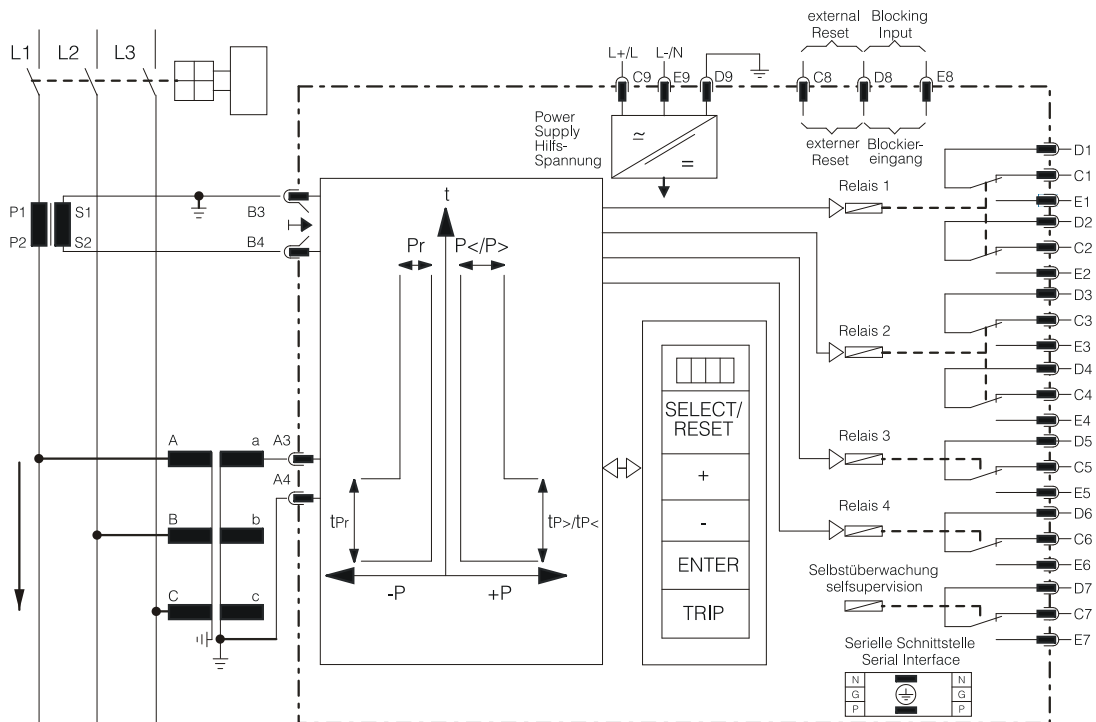 external Reset
Blocking Input
L1
L2
L3
L+/L
L-/N
C9
E9
D9
C8
D8
E8
Power
Supply
Hilfs-
Spannung
≃
=
externer
Reset
Blockier-
eingang
P1
P2
S1
S2
B3
B4
t
Pr
P</P>
tPr
tP>/tP<
-P
+P
A
a
B
b
C
c
A3
A4
SELECT/
RESET
+
-
ENTER
TRIP
Relais 1
Relais 2
Relais 3
Relais 4
Selbstüberwachung
selfsupervision
Serielle Schnittstelle
Serial Interface
N
G
P
N
G
P
D1
C1
E1
D2
C2
E2
D3
C3
E3
D4
C4
E4
D5
C5
E5
D6
C6
E6
D7
C7
E7